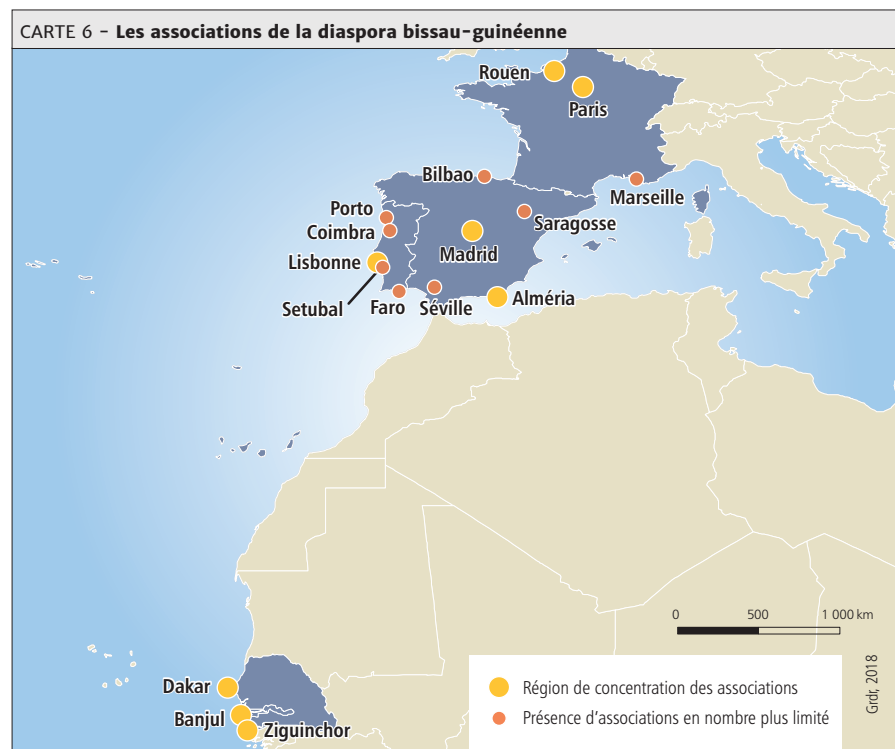 CARTE 6 – Les associations de la diaspora bissau-guinéenne
Rouen
Paris
Bilbao
Marseille
Porto
Saragosse
Coimbra
Madrid
Lisbonne
Alméria
Setubal
Faro
Séville
0 500 1 000 km
Dakar
Banjul
Ziguinchor
Région de concentration des associations
Présence d'associations en nombre plus limité
Grdr, 2018